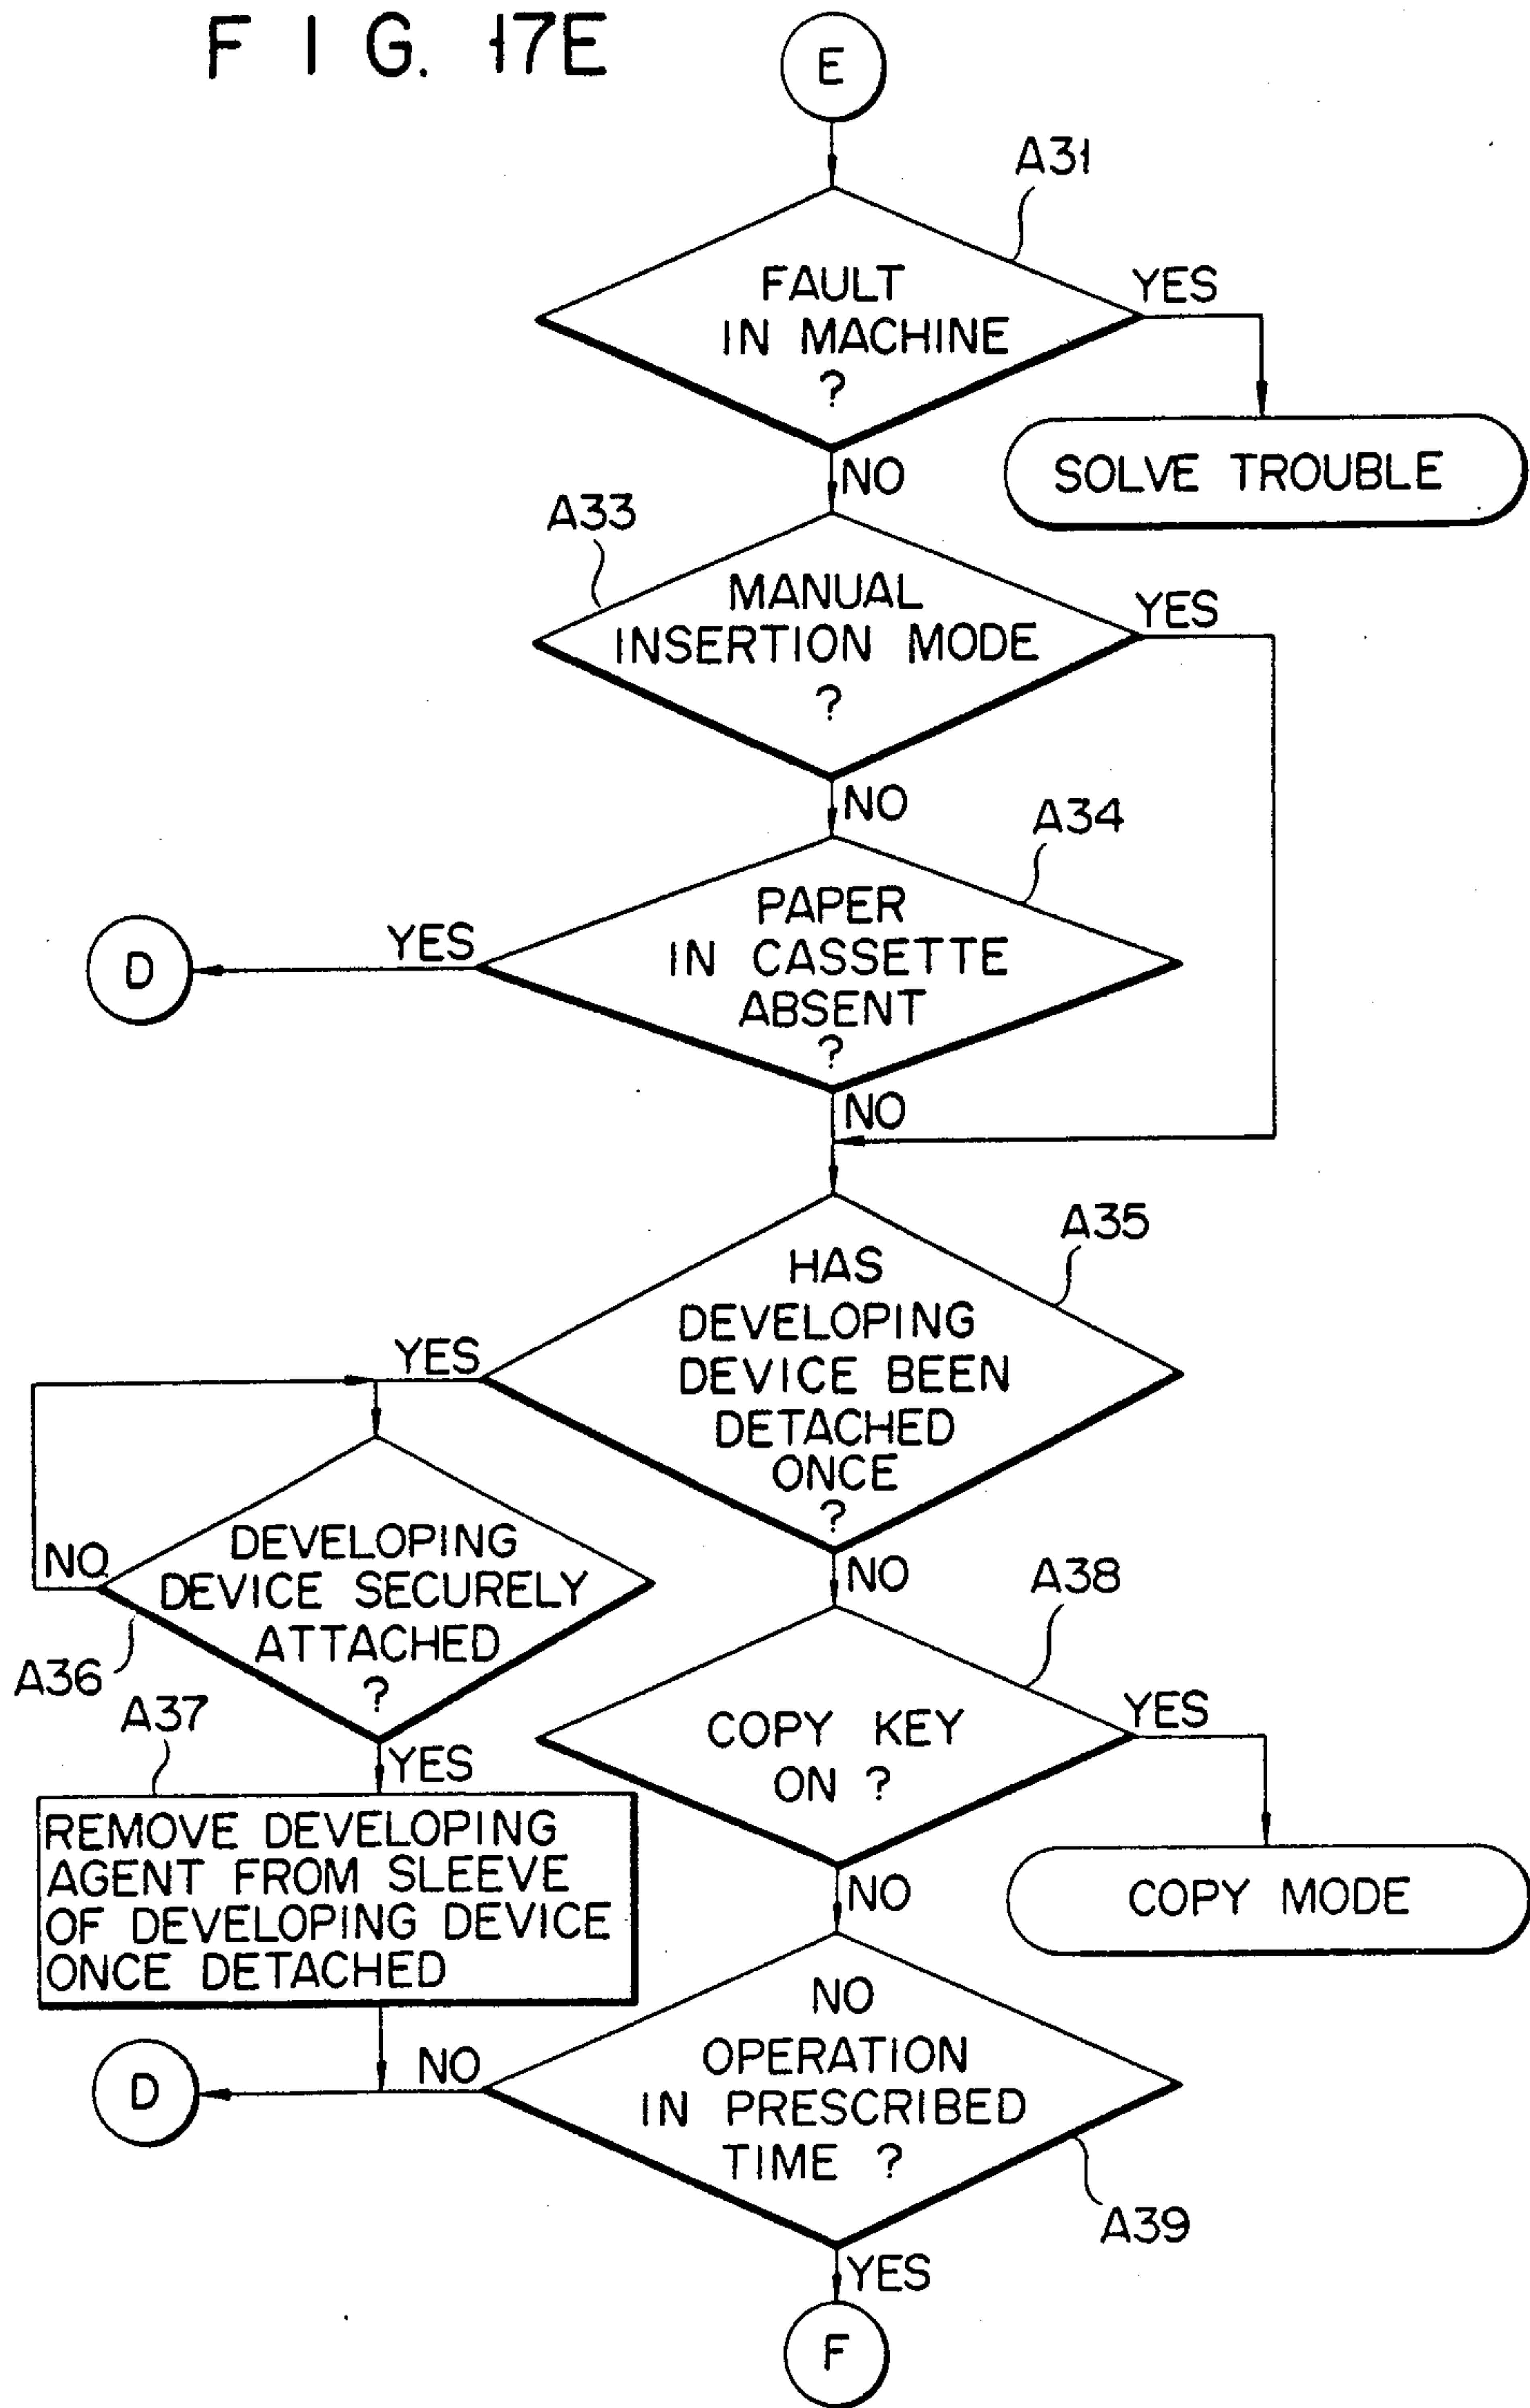 FIG. 17E
E
A31
FAULT
IN MACHINE
?
YES
SOLVE TROUBLE
NO
A33
MANUAL
INSERTION MODE
?
YES
NO
A34
PAPER
IN CASSETTE
ABSENT
?
YES
D
NO
A35
HAS
DEVELOPING
DEVICE BEEN
DETACHED
ONCE
?
YES
NO
DEVELOPING
DEVICE SECURELY
ATTACHED
?
NO
A36
A37
YES
REMOVE DEVELOPING
AGENT FROM SLEEVE
OF DEVELOPING DEVICE
ONCE DETACHED
A38
COPY KEY
ON ?
YES
COPY MODE
NO
NO
OPERATION
IN PRESCRIBED
TIME ?
NO
D
A39
YES
F